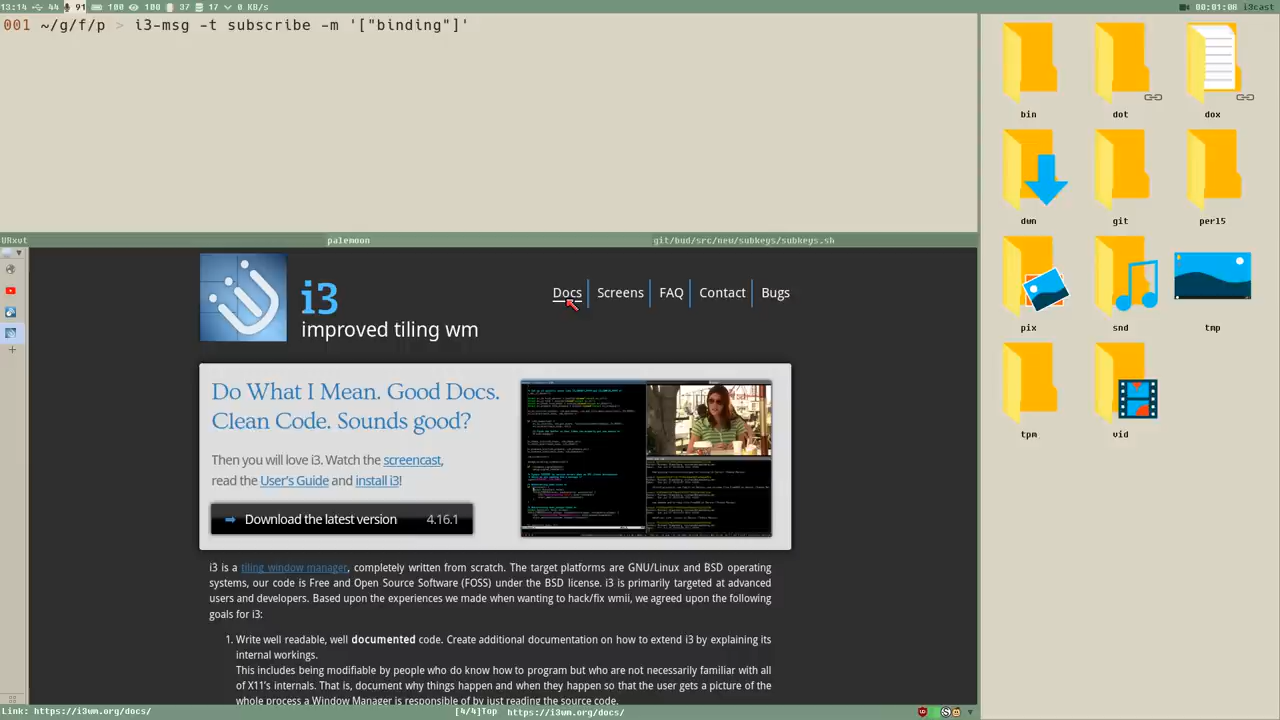 13:14 44 91 100 100 37 17 0 KB/s
00:01:08 i3cast
001 ~/g/f/p > i3-msg -t subscribe -m '["binding"]'
bin dot dox
dwn git perl5
pix snd tmp
tpm vid
URxvt palemoon git/bud/src/new/subkeys/subkeys.sh
i3
improved tiling wm
Docs Screens FAQ Contact Bugs
Do What I Mean. Good Docs.
Clean Code. Sounds good?
Then you will love i3. Watch the screencast,
read the User's Guide and install i3!
Download the latest version 4.16.1
i3 is a tiling window manager, completely written from scratch. The target platforms are GNU/Linux and BSD operating
systems, our code is Free and Open Source Software (FOSS) under the BSD license. i3 is primarily targeted at advanced
users and developers. Based upon the experiences we made when wanting to hack/fix wmii, we agreed upon the following
goals for i3:
1. Write well readable, well documented code. Create additional documentation on how to extend i3 by explaining its
internal workings.
This includes being modifiable by people who do know how to program but who are not necessarily familiar with all
of X11's internals. That is, document why things happen and when they happen so that the user gets a picture of the
whole process a Window Manager is responsible of by just reading the source code.
Link: https://i3wm.org/docs/ [4/4]Top https://i3wm.org/docs/